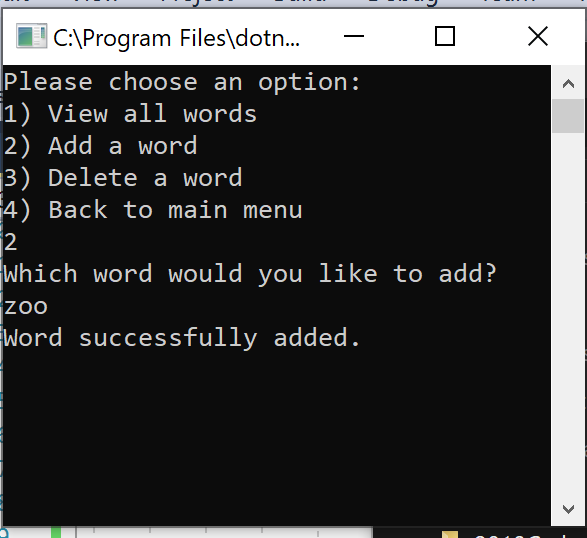 C:\Program Files\dotn...
Please choose an option:
1) View all words
2) Add a word
3) Delete a word
4) Back to main menu
2
Which word would you like to add?
zoo
Word successfully added.